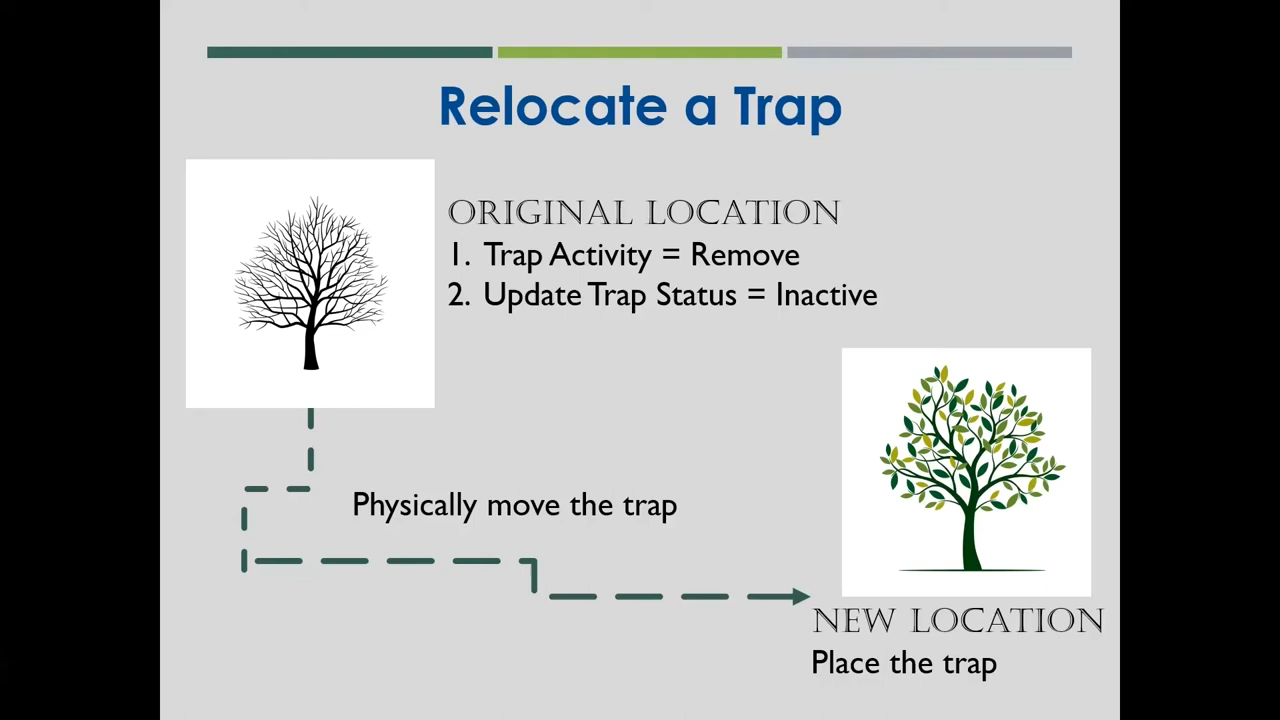 Relocate a Trap
ORIGINAL LOCATION
1. Trap Activity = Remove
2. Update Trap Status = Inactive
Physically move the trap
NEW LOCATION
Place the trap